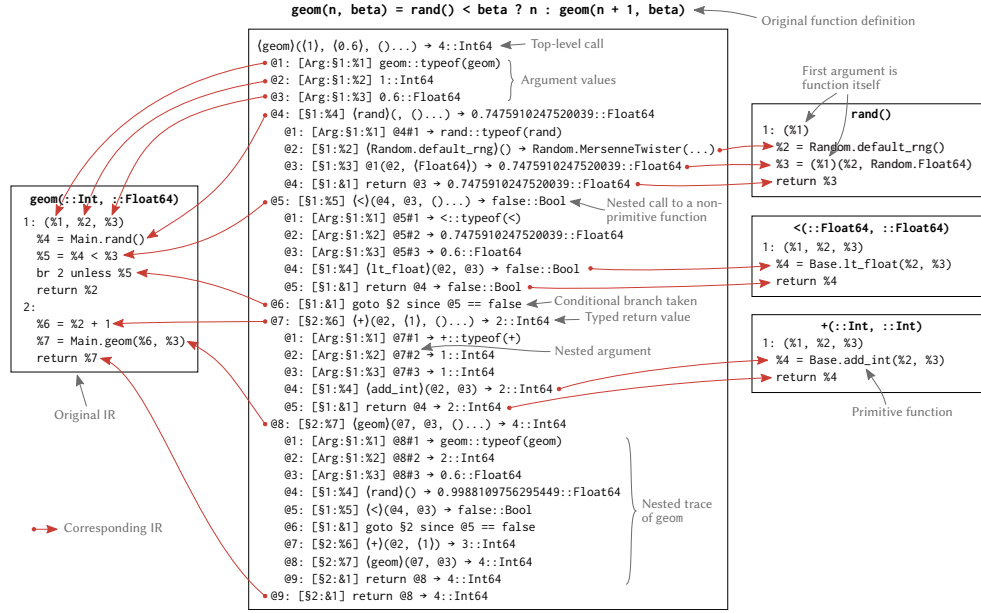 geom(n, beta) = rand() < beta ? n : geom(n + 1, beta)
Original function definition
⟨geom⟩(⟨1⟩, ⟨0.6⟩, ()...) → 4::Int64
Top-level call
@1: [Arg:§1:%1] geom::typeof(geom)
@2: [Arg:§1:%2] 1::Int64
@3: [Arg:§1:%3] 0.6::Float64
Argument values
@4: [§1:%4] ⟨rand⟩(, ()...) → 0.7475910247520039::Float64
@1: [Arg:§1:%1] @4#1 → rand::typeof(rand)
@2: [§1:%2] ⟨Random.default_rng⟩() → Random.MersenneTwister(...)
@3: [§1:%3] @1(@2, ⟨Float64⟩) → 0.7475910247520039::Float64
@4: [§1:&1] return @3 → 0.7475910247520039::Float64
@5: [§1:%5] ⟨<⟩(@4, @3, ()...) → false::Bool
Nested call to a non-
primitive function
@1: [Arg:§1:%1] @5#1 → <::typeof(<)
@2: [Arg:§1:%2] @5#2 → 0.7475910247520039::Float64
@3: [Arg:§1:%3] @5#3 → 0.6::Float64
@4: [§1:%4] ⟨lt_float⟩(@2, @3) → false::Bool
@5: [§1:&1] return @4 → false::Bool
@6: [§1:&1] goto §2 since @5 == false
Conditional branch taken
@7: [§2:%6] ⟨+⟩(@2, ⟨1⟩, ()...) → 2::Int64
Typed return value
@1: [Arg:§1:%1] @7#1 → +::typeof(+)
@2: [Arg:§1:%2] @7#2 → 1::Int64
Nested argument
@3: [Arg:§1:%3] @7#3 → 1::Int64
@4: [§1:%4] ⟨add_int⟩(@2, @3) → 2::Int64
@5: [§1:&1] return @4 → 2::Int64
@8: [§2:%7] ⟨geom⟩(@7, @3, ()...) → 4::Int64
@1: [Arg:§1:%1] @8#1 → geom::typeof(geom)
@2: [Arg:§1:%2] @8#2 → 2::Int64
@3: [Arg:§1:%3] @8#3 → 0.6::Float64
@4: [§1:%4] ⟨rand⟩() → 0.9988109756295449::Float64
@5: [§1:%5] ⟨<⟩(@4, @3) → false::Bool
@6: [§1:&1] goto §2 since @5 == false
@7: [§2:%6] ⟨+⟩(@2, ⟨1⟩) → 3::Int64
@8: [§2:%7] ⟨geom⟩(@7, @3) → 4::Int64
@9: [§2:&1] return @8 → 4::Int64
Nested trace
of geom
@9: [§2:&1] return @8 → 4::Int64
geom(::Int, ::Float64)
1: (%1, %2, %3)
%4 = Main.rand()
%5 = %4 < %3
br 2 unless %5
return %2
2:
%6 = %2 + 1
%7 = Main.geom(%6, %3)
return %7
Original IR
Corresponding IR
First argument is
function itself
rand()
1: (%1)
%2 = Random.default_rng()
%3 = (%1)(%2, Random.Float64)
return %3
<(::Float64, ::Float64)
1: (%1, %2, %3)
%4 = Base.lt_float(%2, %3)
return %4
+(::Int, ::Int)
1: (%1, %2, %3)
%4 = Base.add_int(%2, %3)
return %4
Primitive function